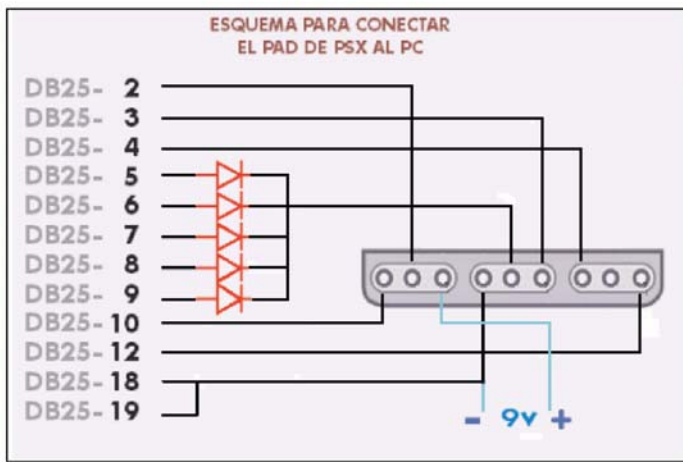 ESQUEMA PARA CONECTAR
EL PAD DE PSX AL PC
DB25- 2
DB25- 3
DB25- 4
DB25- 5
DB25- 6
DB25- 7
DB25- 8
DB25- 9
DB25- 10
DB25- 12
DB25- 18
DB25- 19
- 9v +